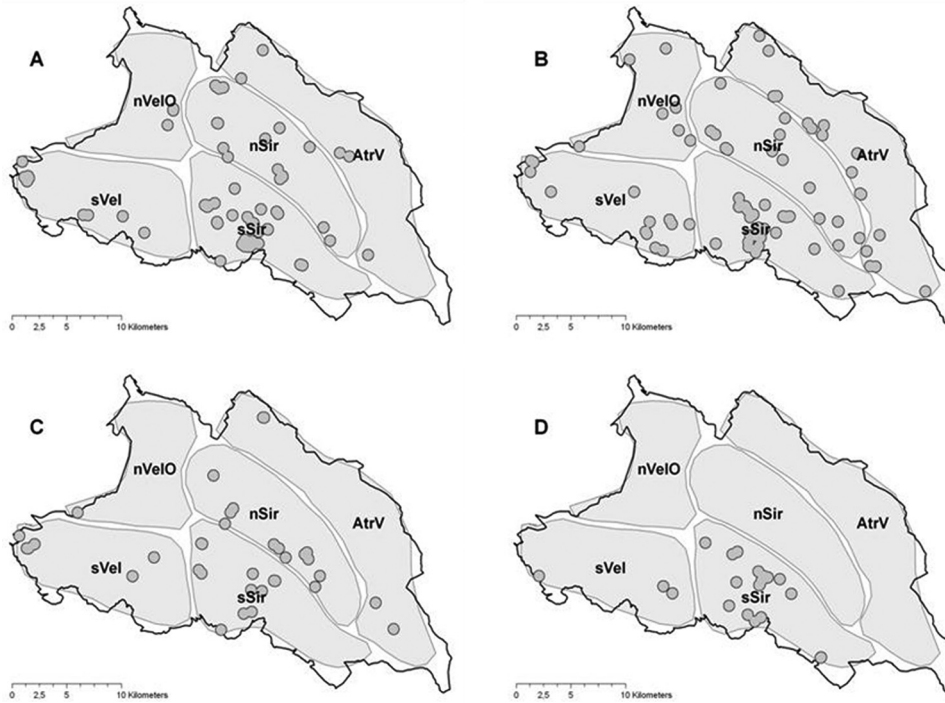 A
nVelO
nSir
AtrV
sVel
sSir
0 2,5 5 10 Kilometers
B
nVelO
nSir
AtrV
sVel
sSir
0 2,5 5 10 Kilometers
C
nVelO
nSir
AtrV
sVel
sSir
0 2,5 5 10 Kilometers
D
nVelO
nSir
AtrV
sVel
sSir
0 2,5 5 10 Kilometers